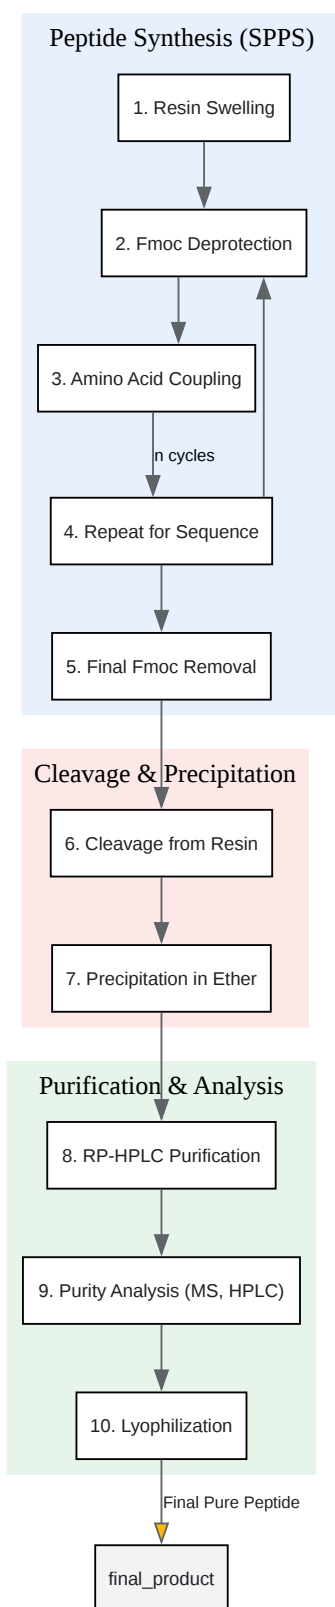 Peptide Synthesis (SPPS)
1. Resin Swelling
2. Fmoc Deprotection
3. Amino Acid Coupling
n cycles
4. Repeat for Sequence
5. Final Fmoc Removal
Cleavage & Precipitation
6. Cleavage from Resin
7. Precipitation in Ether
Purification & Analysis
8. RP-HPLC Purification
9. Purity Analysis (MS, HPLC)
10. Lyophilization
Final Pure Peptide
final_product